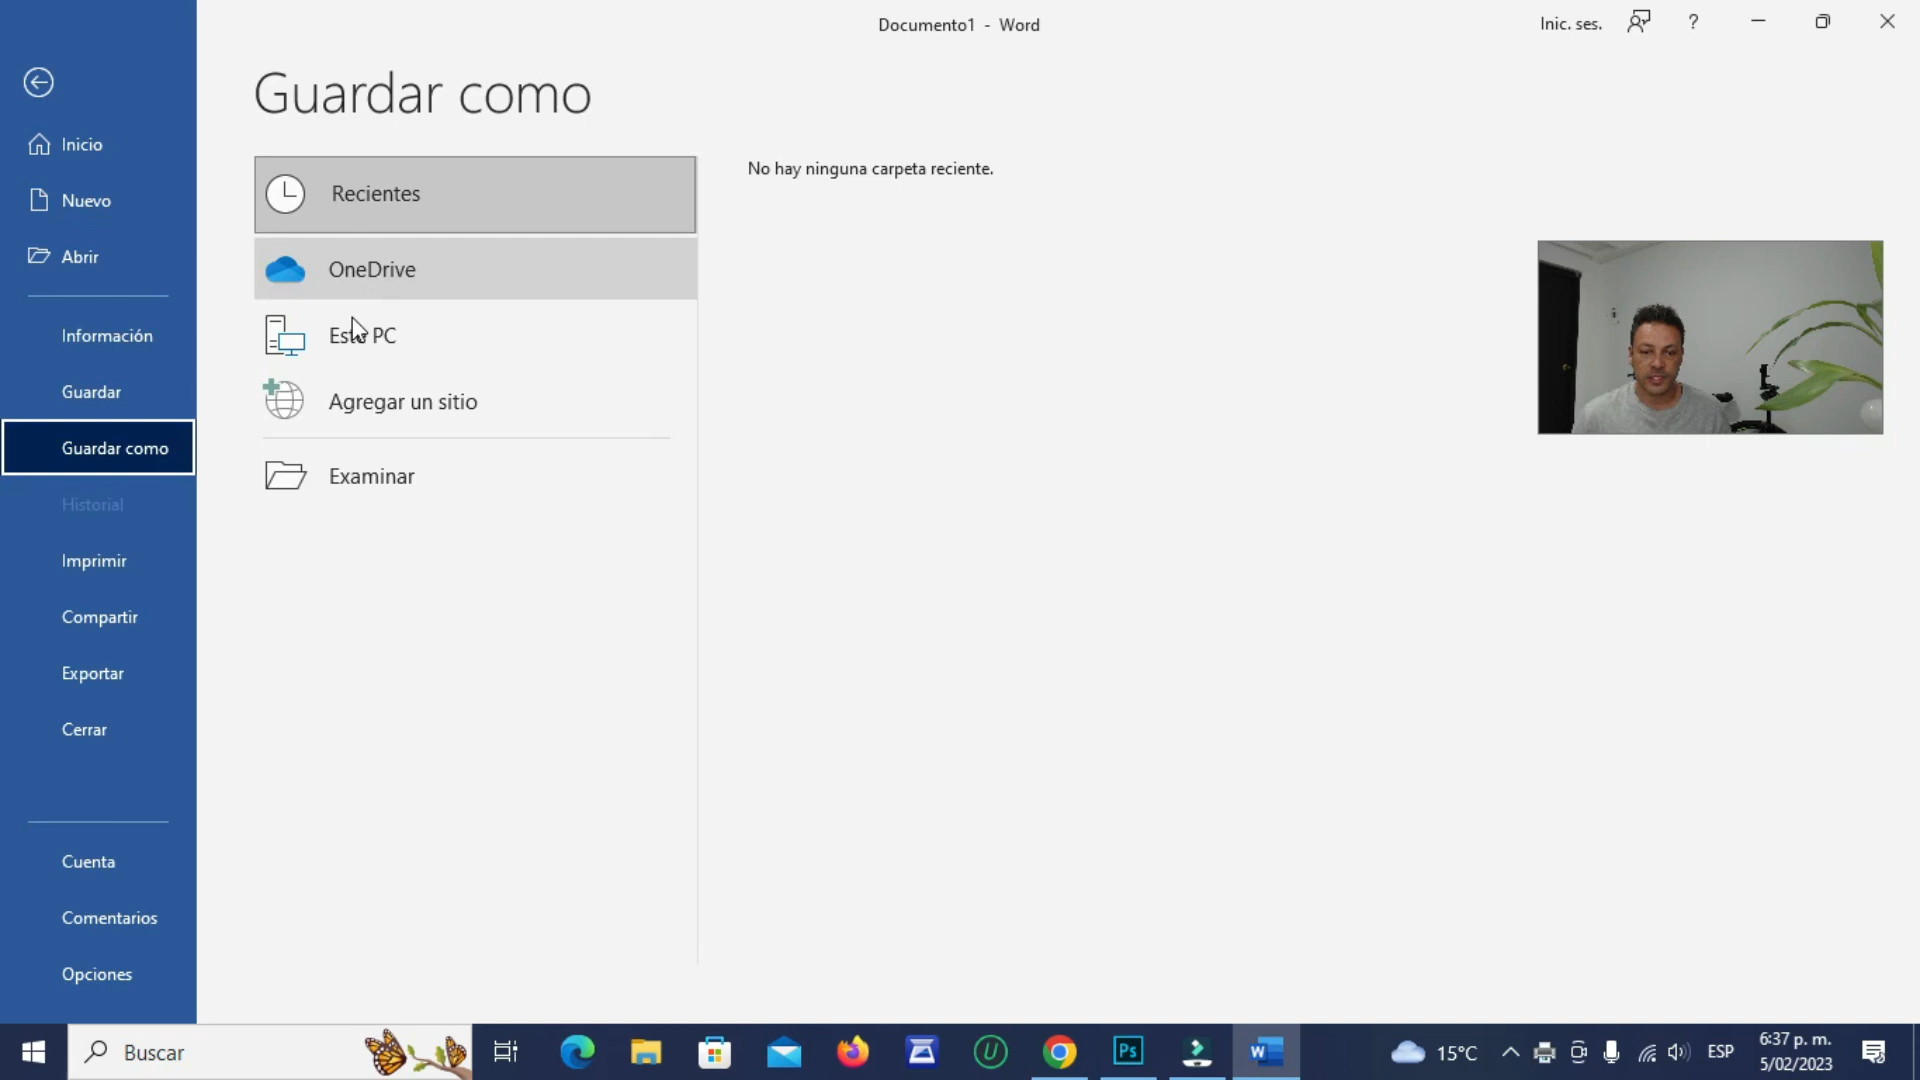 Documento1 - Word
Inic. ses.
?
Guardar como
Inicio
Nuevo
Abrir
Información
Guardar
Guardar como
Historial
Imprimir
Compartir
Exportar
Cerrar
Cuenta
Comentarios
Opciones
Recientes
OneDrive
Este PC
Agregar un sitio
Examinar
No hay ninguna carpeta reciente.
Buscar
Ps
W
15°C
ESP
6:37 p. m.
5/02/2023